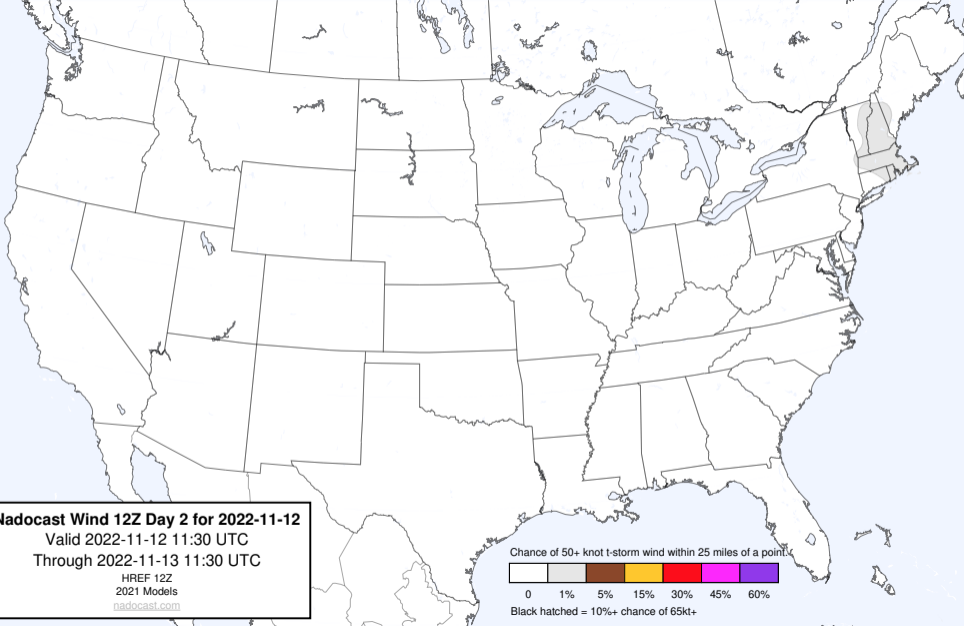 Nadocast Wind 12Z Day 2 for 2022-11-12
Valid 2022-11-12 11:30 UTC
Through 2022-11-13 11:30 UTC
HREF 12Z
2021 Models
nadocast.com
Chance of 50+ knot t-storm wind within 25 miles of a point.
0 1% 5% 15% 30% 45% 60%
Black hatched = 10%+ chance of 65kt+